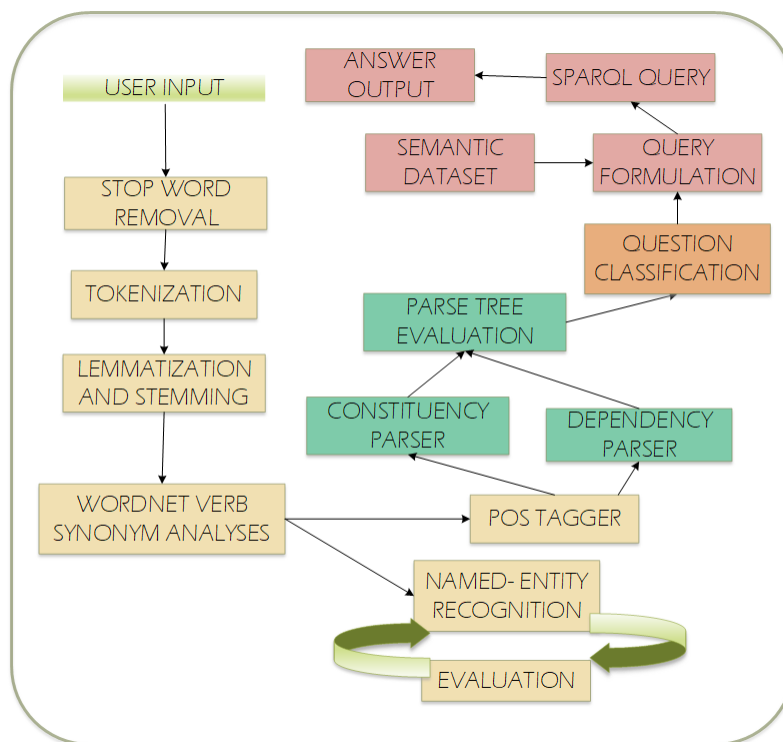 USER INPUT
STOP WORD
REMOVAL
TOKENIZATION
LEMMATIZATION
AND STEMMING
WORDNET VERB
SYNONYM ANALYSES
ANSWER
OUTPUT
SPARQL QUERY
SEMANTIC
DATASET
QUERY
FORMULATION
QUESTION
CLASSIFICATION
PARSE TREE
EVALUATION
CONSTITUENCY
PARSER
DEPENDENCY
PARSER
POS TAGGER
NAMED- ENTITY
RECOGNITION
EVALUATION